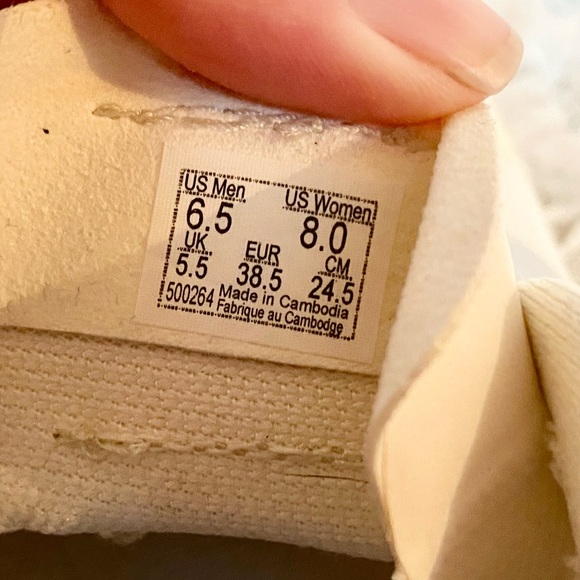 US Men US Women
6.5 8.0
UK EUR CM
5.5 38.5 24.5
500264 Made in Cambodia
Fabrique au Cambodge